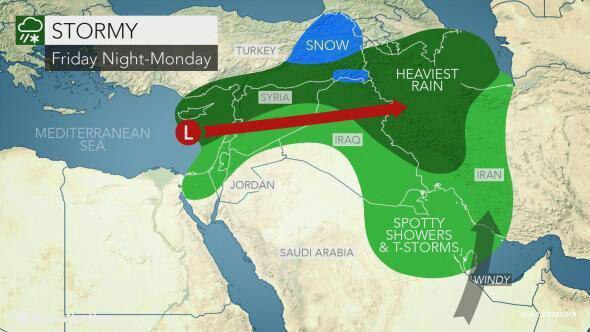 STORMY
Friday Night-Monday
TURKEY
SNOW
HEAVIEST
RAIN
SYRIA
MEDITERRANEAN
SEA
L
IRAQ
IRAN
JORDAN
SPOTTY
SHOWERS
& T-STORMS
SAUDI ARABIA
WINDY